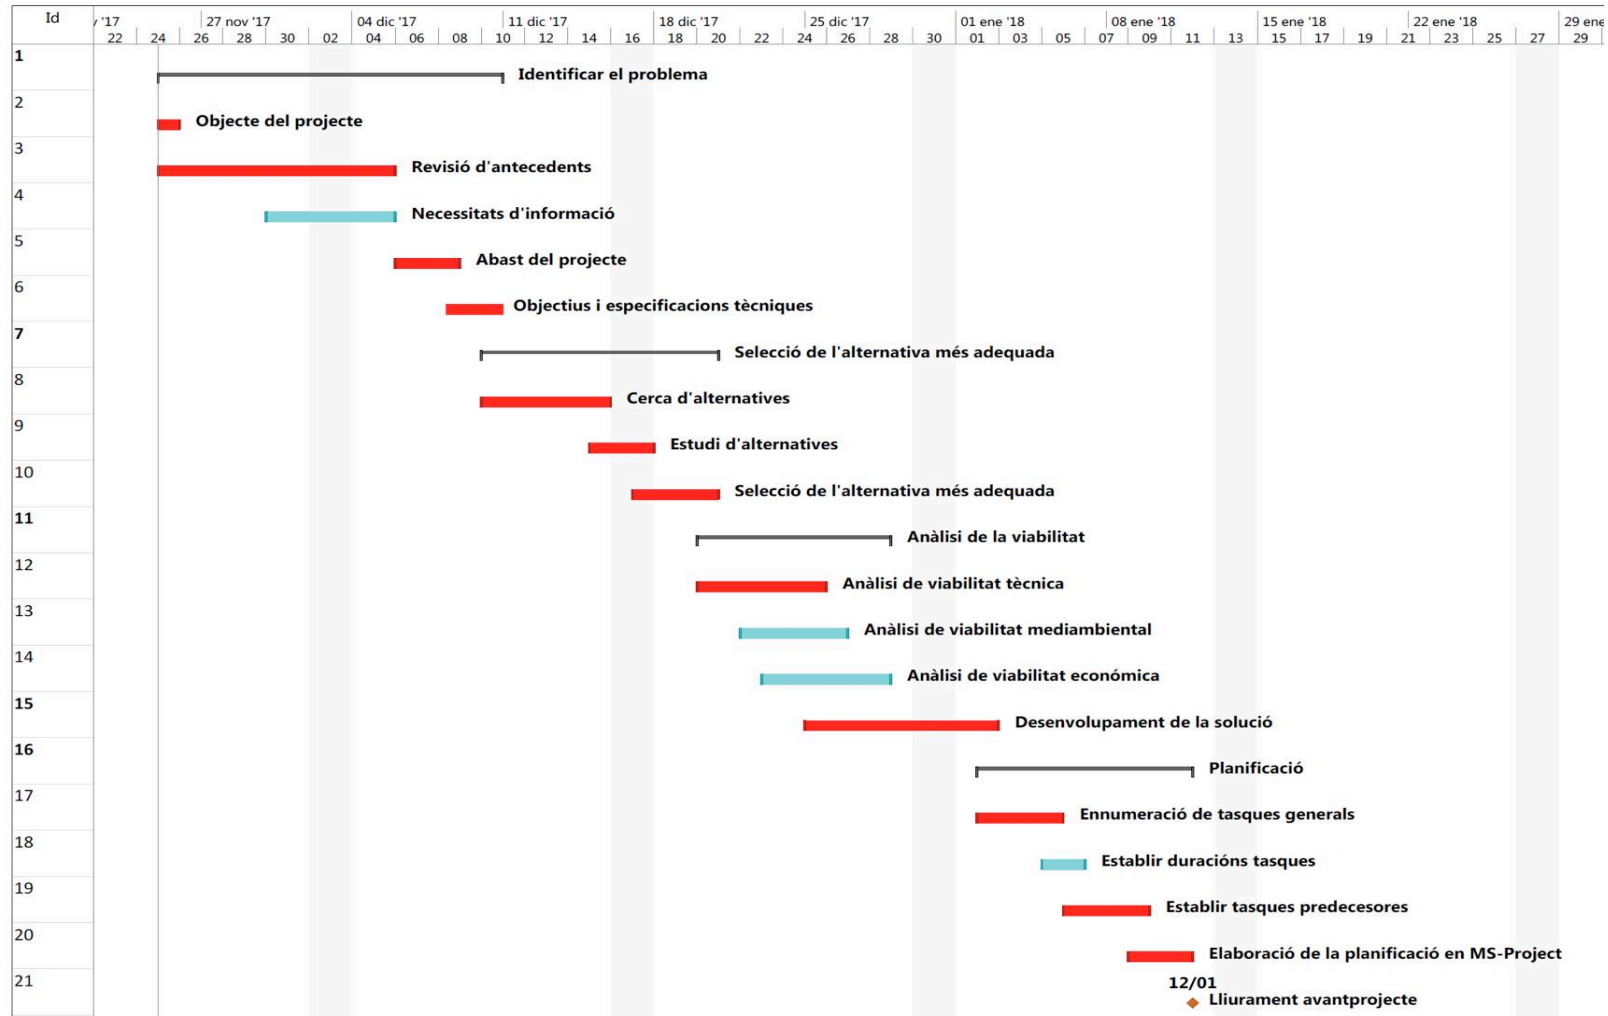 Id / '17 27 nov '17 04 dic '17 11 dic '17 18 dic '17 25 dic '17 01 ene '18 08 ene '18 15 ene '18 22 ene '18 29 ene
22 24 26 28 30 02 04 06 08 10 12 14 16 18 20 22 24 26 28 30 01 03 05 07 09 11 13 15 17 19 21 23 25 27 29
1 Identificar el problema
2 Objecte del projecte
3 Revisió d'antecedents
4 Necessitats d'informació
5 Abast del projecte
6 Objectius i especificacions tècniques
7 Selecció de l'alternativa més adequada
8 Cerca d'alternatives
9 Estudi d'alternatives
10 Selecció de l'alternativa més adequada
11 Anàlisi de la viabilitat
12 Anàlisi de viabilitat tècnica
13 Anàlisi de viabilitat mediambiental
14 Anàlisi de viabilitat económica
15 Desenvolupament de la solució
16 Planificació
17 Ennumeració de tasques generals
18 Establir duracións tasques
19 Establir tasques predecesores
20 Elaboració de la planificació en MS-Project
21 12/01
Lliurament avantprojecte